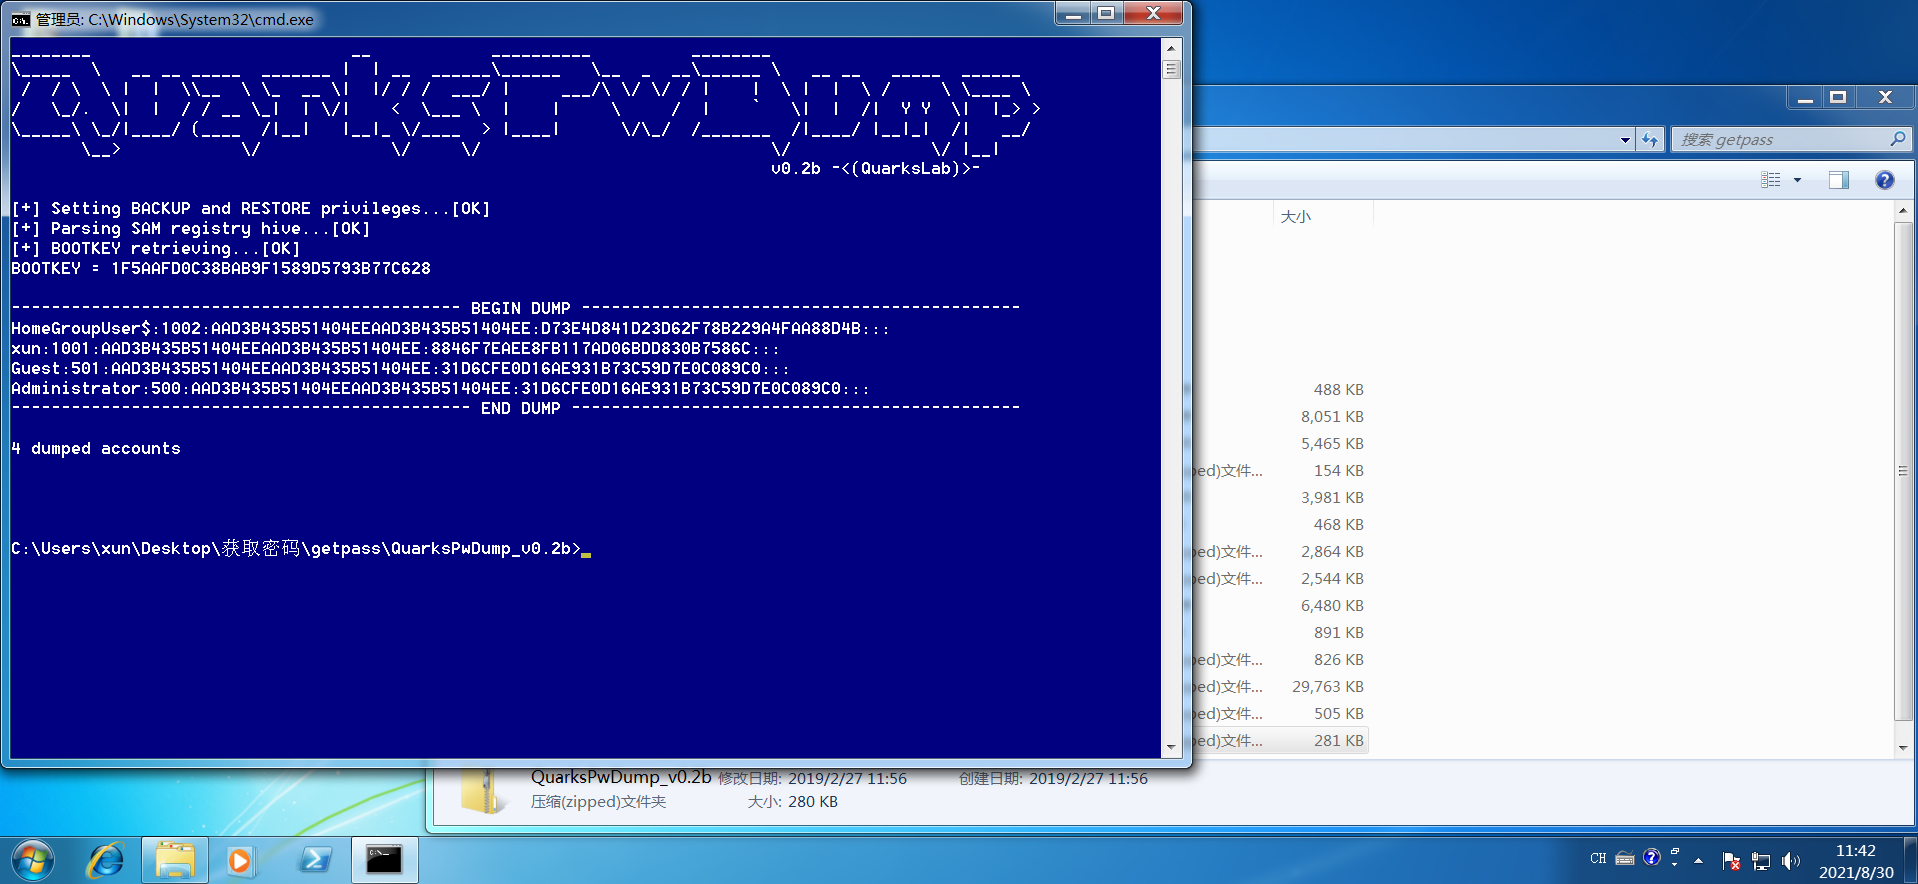 管理员: C:\Windows\System32\cmd.exe
v0.2b -<(QuarksLab)>-
[+] Setting BACKUP and RESTORE privileges...[OK]
[+] Parsing SAM registry hive...[OK]
[+] BOOTKEY retrieving...[OK]
BOOTKEY = 1F5AAFD0C38BAB9F1589D5793B77C628
--------------------------------------------- BEGIN DUMP --------------------------------------------
HomeGroupUser$:1002:AAD3B435B51404EEAAD3B435B51404EE:D73E4D841D23D62F78B229A4FAA88D4B:::
xun:1001:AAD3B435B51404EEAAD3B435B51404EE:8846F7EAEE8FB117AD06BDD830B7586C:::
Guest:501:AAD3B435B51404EEAAD3B435B51404EE:31D6CFE0D16AE931B73C59D7E0C089C0:::
Administrator:500:AAD3B435B51404EEAAD3B435B51404EE:31D6CFE0D16AE931B73C59D7E0C089C0:::
---------------------------------------------- END DUMP ---------------------------------------------
4 dumped accounts
C:\Users\xun\Desktop\获取密码\getpass\QuarksPwDump_v0.2b>
搜索 getpass
大小
488 KB
8,051 KB
5,465 KB
ped)文件... 154 KB
3,981 KB
468 KB
ped)文件... 2,864 KB
ped)文件... 2,544 KB
6,480 KB
891 KB
ped)文件... 826 KB
ped)文件... 29,763 KB
ped)文件... 505 KB
ped)文件... 281 KB
QuarksPwDump_v0.2b 修改日期: 2019/2/27 11:56 创建日期: 2019/2/27 11:56
压缩(zipped)文件夹 大小: 280 KB
CH
11:42
2021/8/30